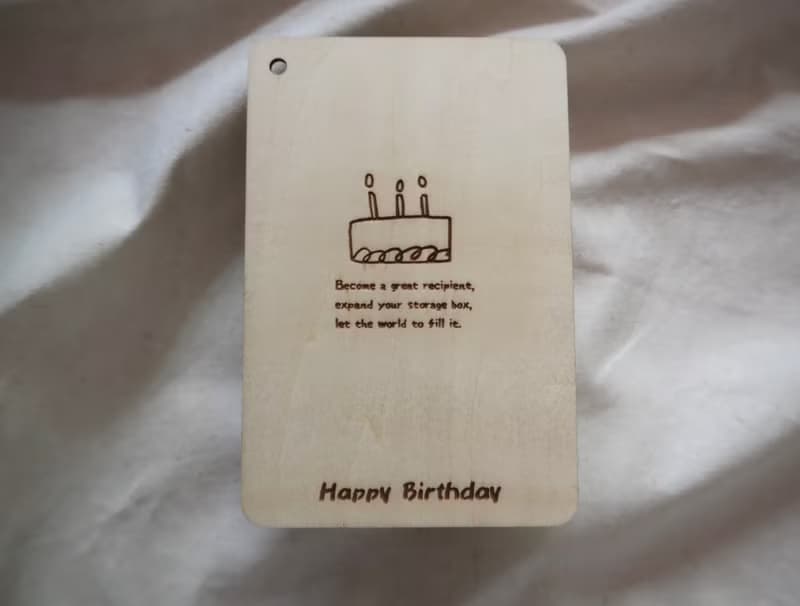 Become a great recipient,
expand your storage box,
let the world to fill it.
Happy Birthday